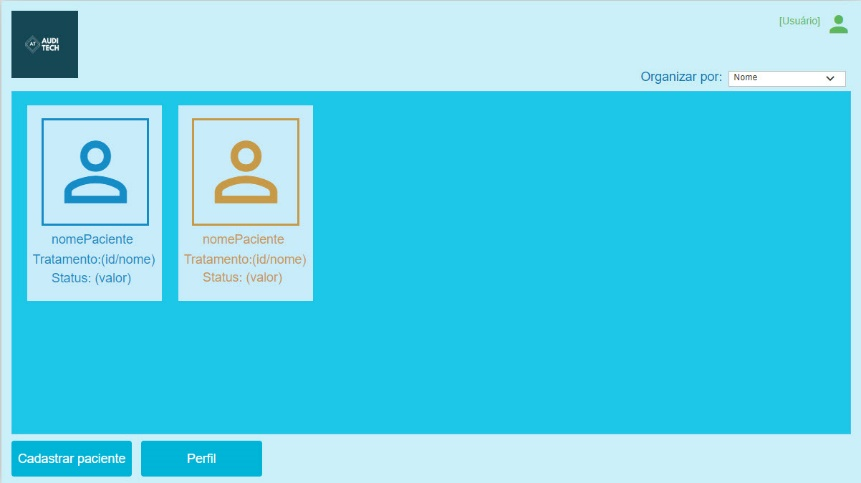 AT
AUDI
TECH
[Usuário]
Organizar por:
Nome
nomePaciente
Tratamento:(id/nome)
Status: (valor)
nomePaciente
Tratamento:(id/nome)
Status: (valor)
Cadastrar paciente
Perfil